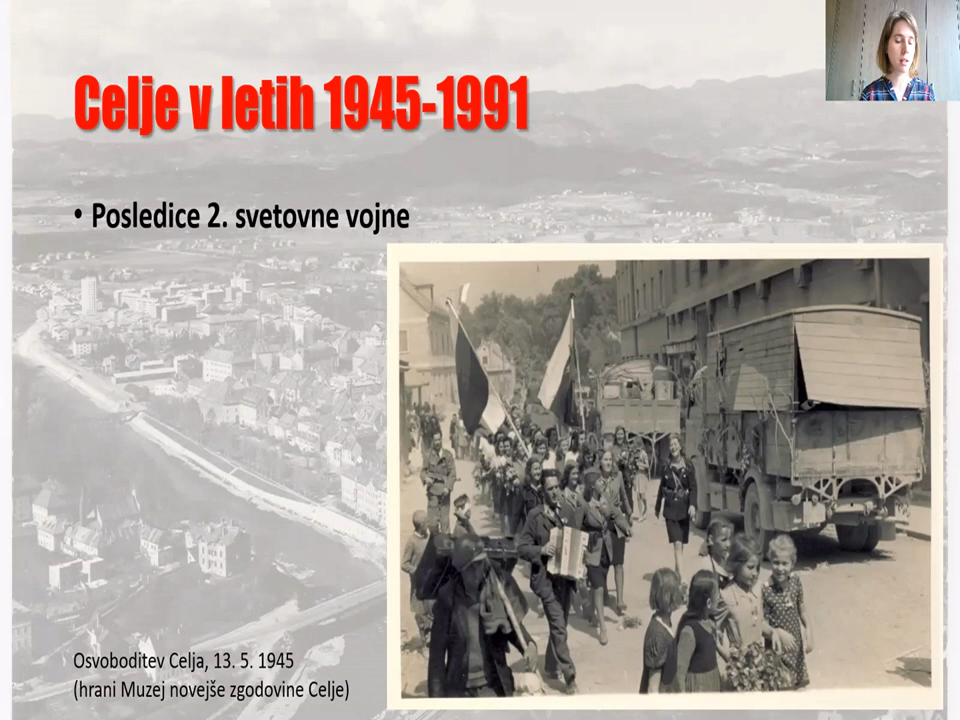 Celje v letih 1945-1991
• Posledice 2. svetovne vojne
Osvoboditev Celja, 13. 5. 1945
(hrani Muzej novejše zgodovine Celje)